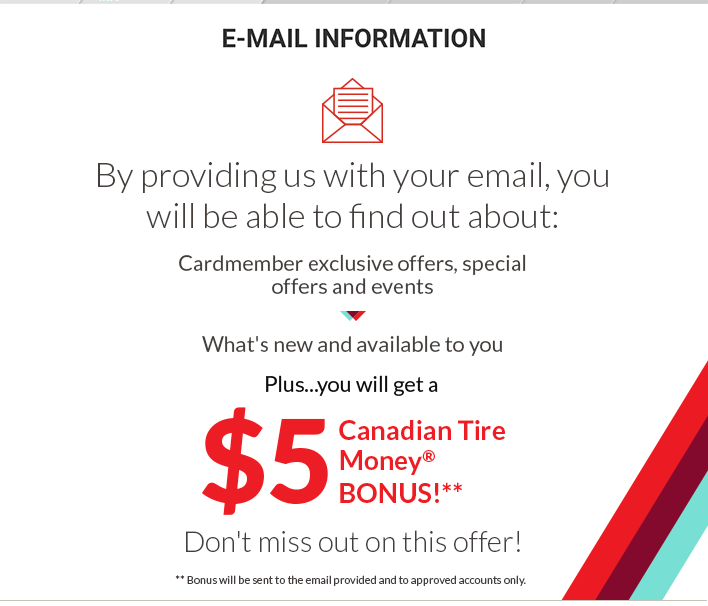 E-MAIL INFORMATION
By providing us with your email, you
will be able to find out about:
Cardmember exclusive offers, special
offers and events
What's new and available to you
Plus...you will get a
$5 Canadian Tire
Money®
BONUS!**
Don't miss out on this offer!
** Bonus will be sent to the email provided and to approved accounts only.